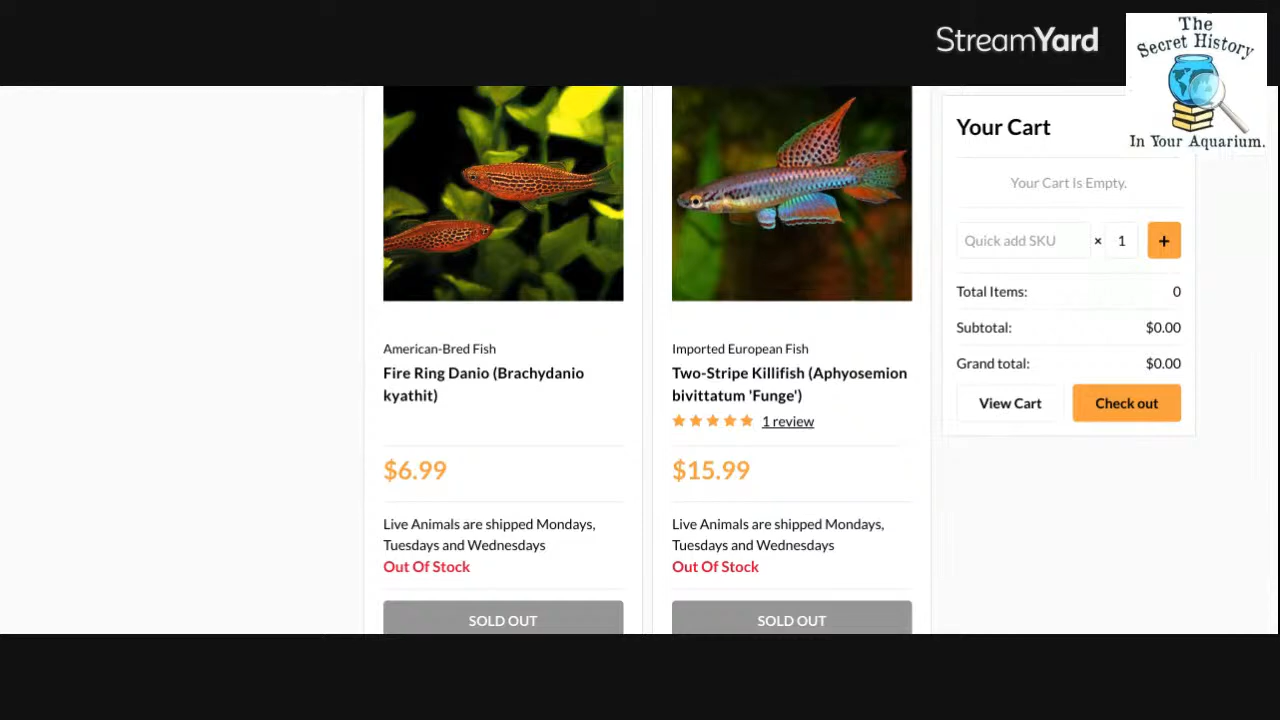 StreamYard
The
Secret History
In Your Aquarium.
American-Bred Fish
Fire Ring Danio (Brachydanio
kyathit)
$6.99
Live Animals are shipped Mondays,
Tuesdays and Wednesdays
Out Of Stock
SOLD OUT
Imported European Fish
Two-Stripe Killifish (Aphyosemion
bivittatum 'Funge')
1 review
$15.99
Live Animals are shipped Mondays,
Tuesdays and Wednesdays
Out Of Stock
SOLD OUT
Your Cart
Your Cart Is Empty.
Quick add SKU × 1 +
Total Items: 0
Subtotal: $0.00
Grand total: $0.00
View Cart Check out